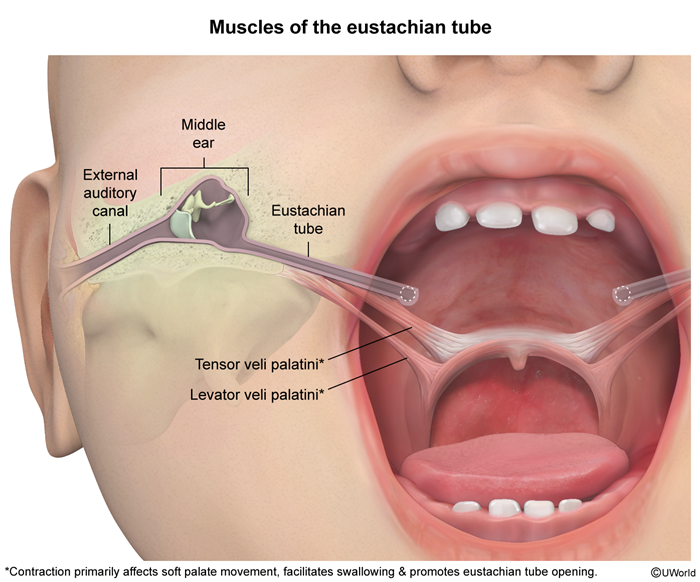 Muscles of the eustachian tube
Middle
ear
External
auditory
canal
Eustachian
tube
Tensor veli palatini*
Levator veli palatini*
*Contraction primarily affects soft palate movement, facilitates swallowing & promotes eustachian tube opening.
©UWorld